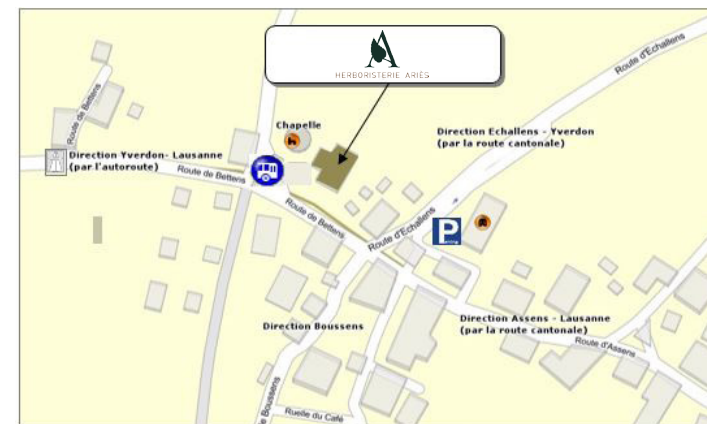 HERBORISTERIE ARIÈS
Route d'Echallens
Route de Bettens
Chapelle
Direction Echallens - Yverdon
(par la route cantonale)
Direction Yverdon- Lausanne
(par l'autoroute)
Route de Bettens
Route de Bettens
Route d'Echallens
P
Parking
Direction Boussens
Direction Assens - Lausanne
(par la route cantonale)
Route d'Assens
de Boussens
Ruelle du Café